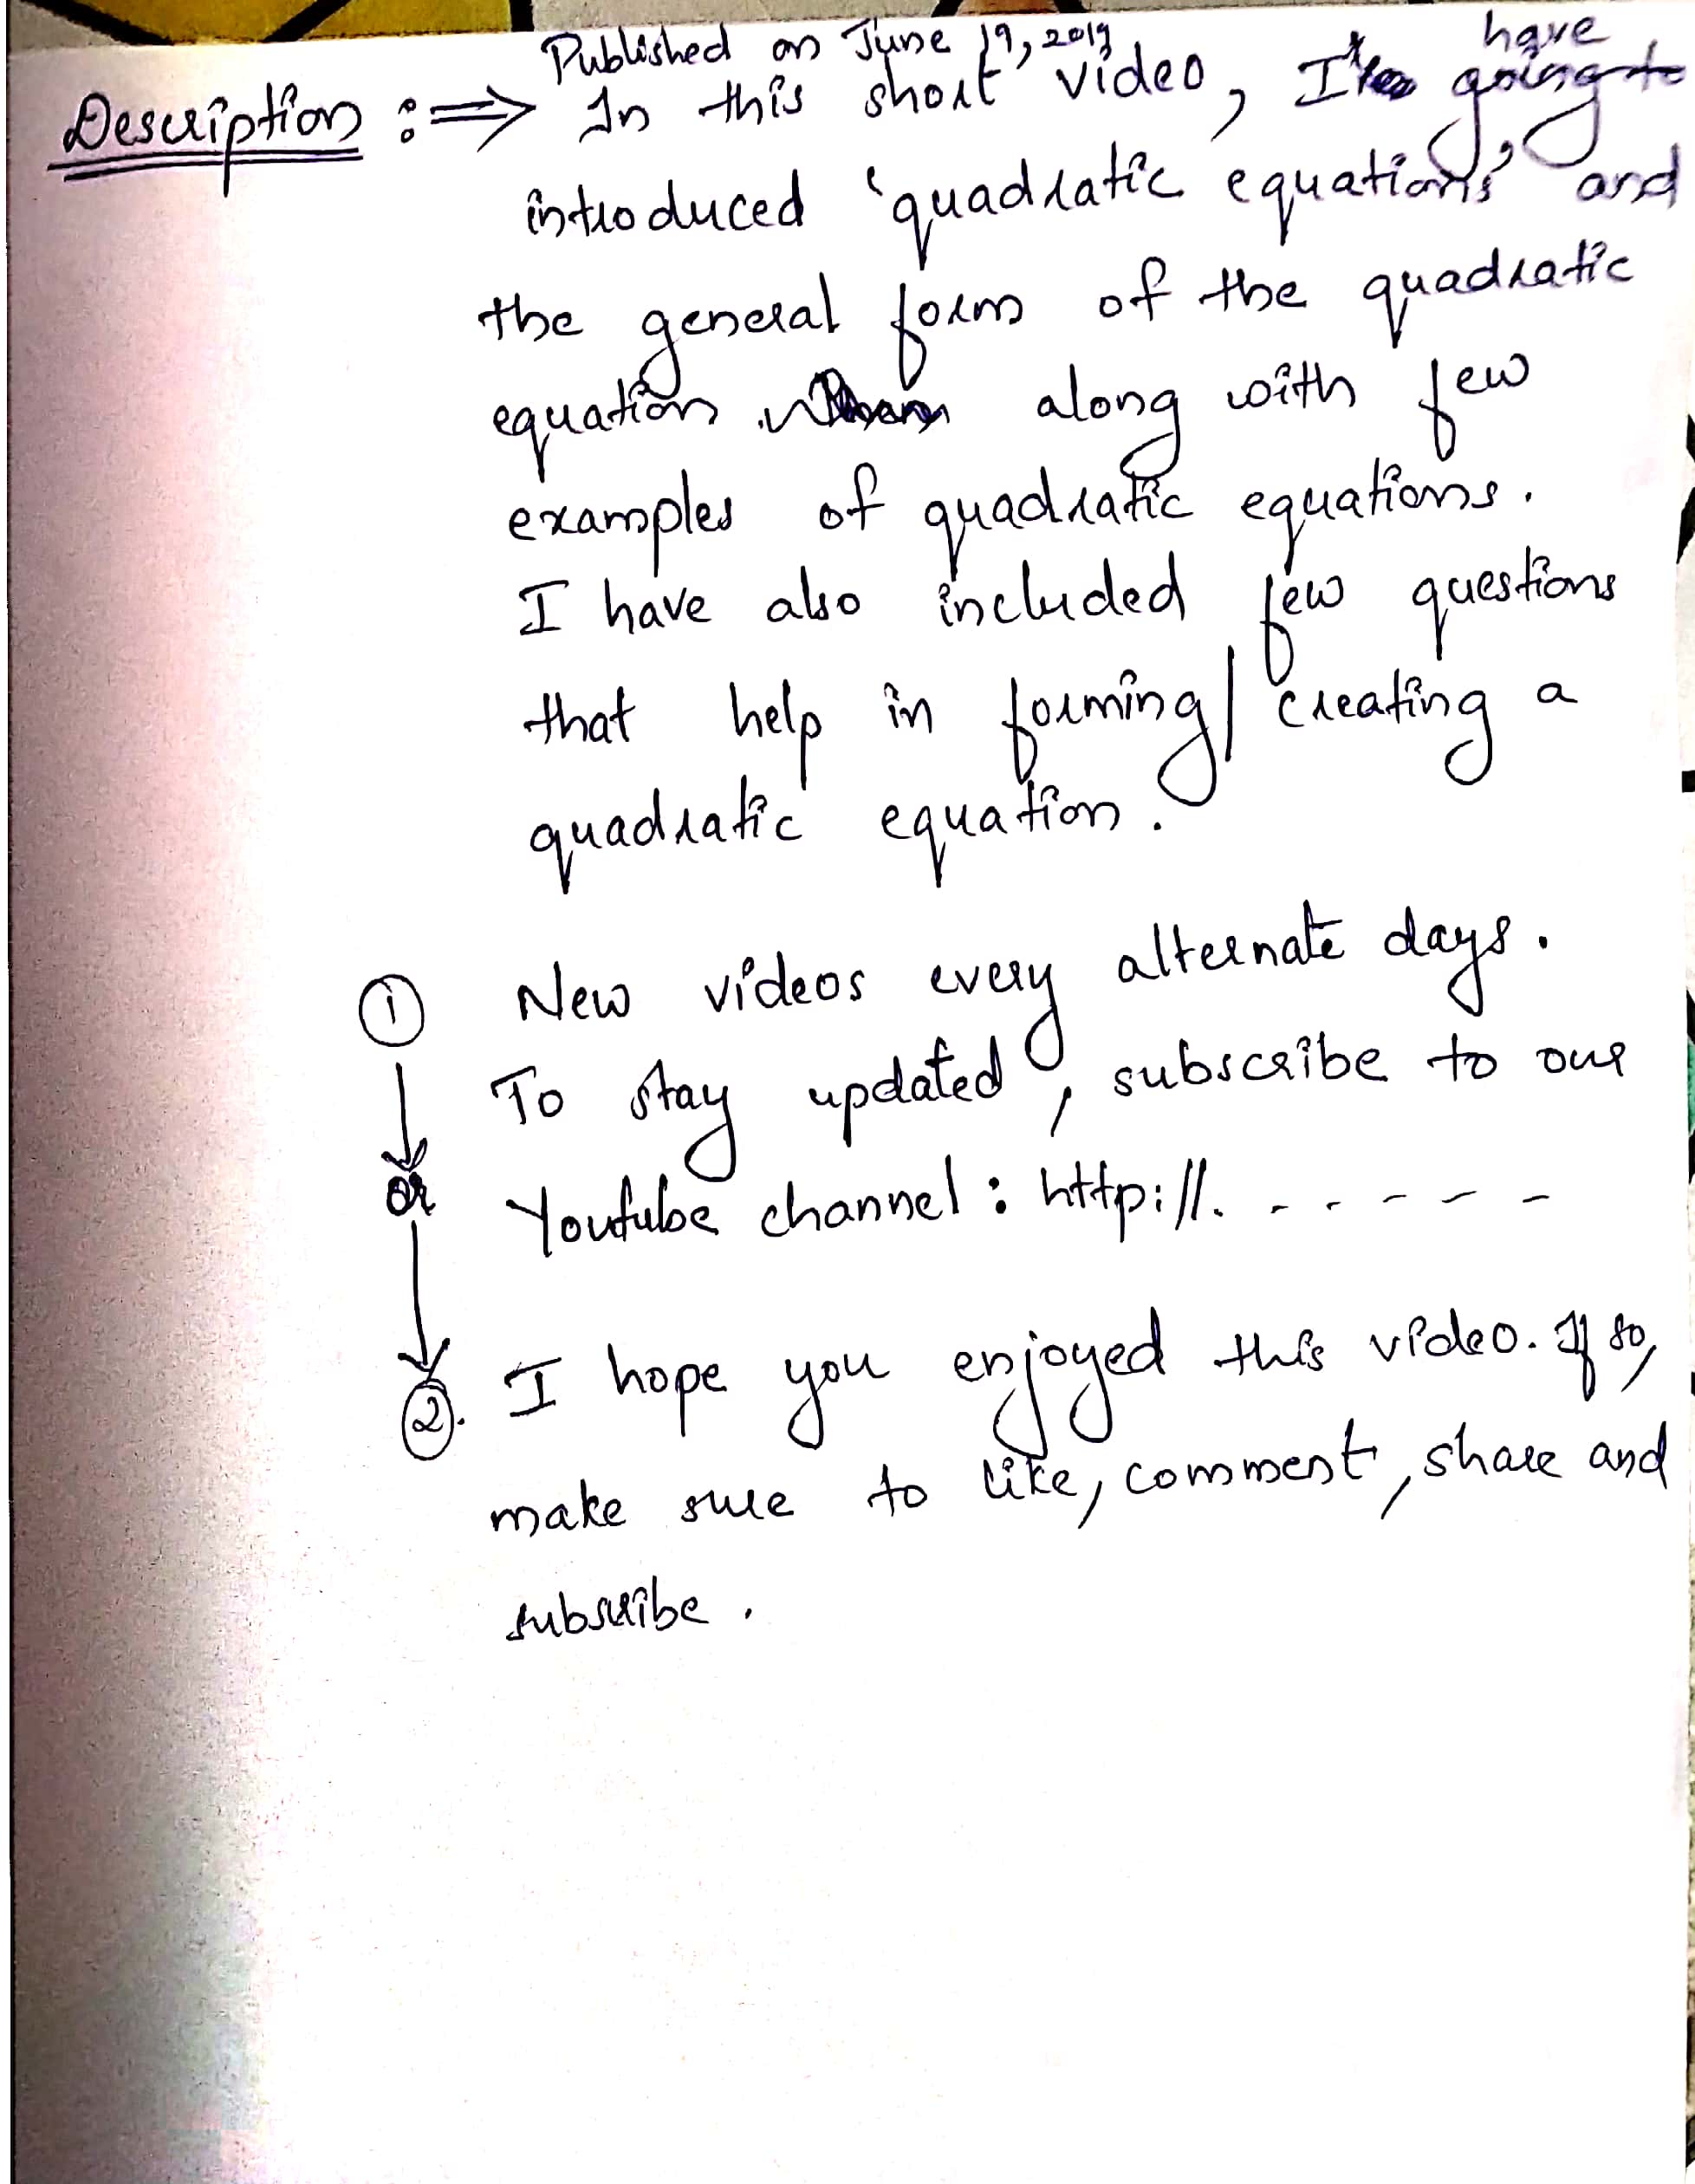 Published on June 19, 2019
Description :⇒ In this short video, I have going to
introduced 'quadratic equations' and
the general form of the quadratic
equation along with few
examples of quadratic equations.
I have also included few questions
that help in forming/creating a
quadratic equation.
① New videos every alternate days.
To stay updated, subscribe to our
or
Youtube channel : http://. - - - - - -
②. I hope you enjoyed this video. If so,
make sure to like, comment, share and
subscribe.